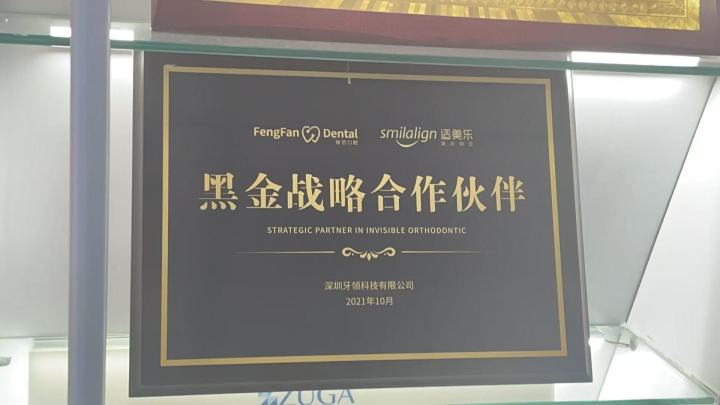 FengFan Dental smilalign 适美乐
黑金战略合作伙伴
STRATEGIC PARTNER IN INVISIBLE ORTHODONTIC
深圳牙领科技有限公司
2021年10月
ZUGA